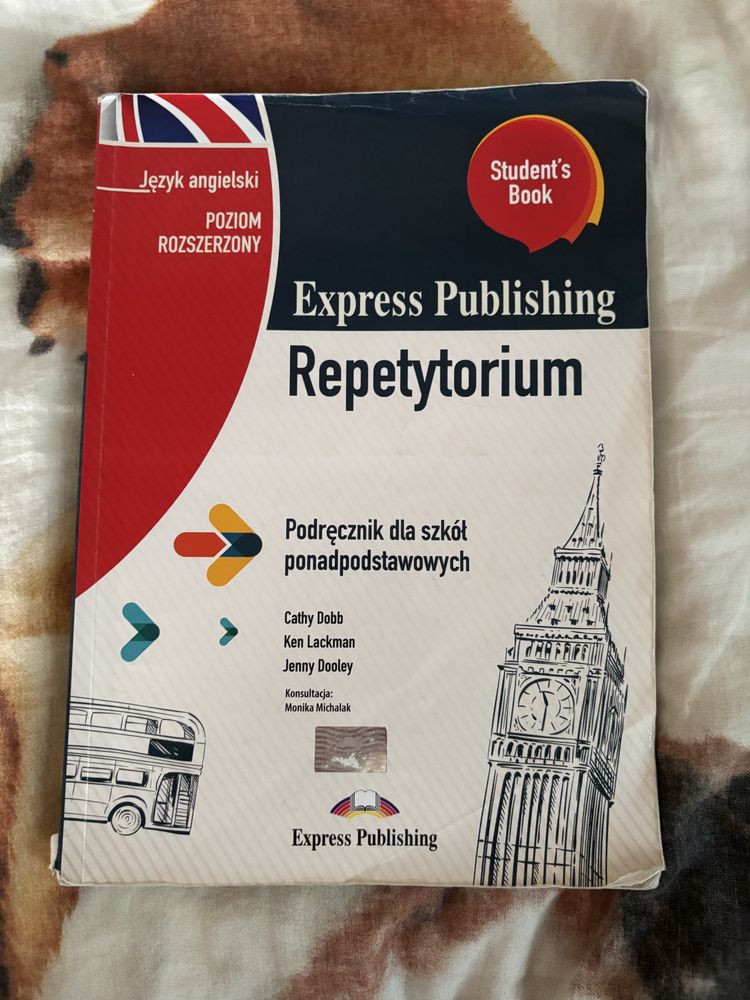 Język angielski
POZIOM
ROZSZERZONY
Student's
Book
Express Publishing
Repetytorium
Podręcznik dla szkół
ponadpodstawowych
Cathy Dobb
Ken Lackman
Jenny Dooley
Konsultacja:
Monika Michalak
Express Publishing